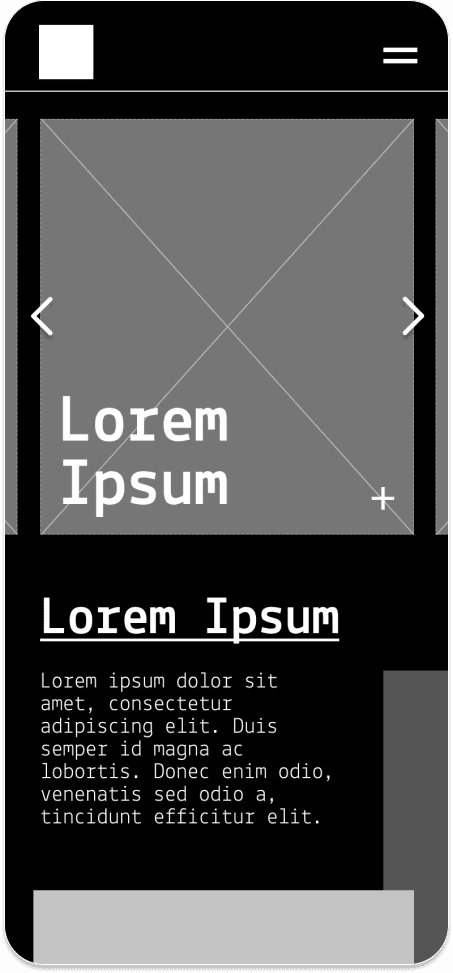 Lorem
Ipsum
Lorem Ipsum
Lorem ipsum dolor sit
amet, consectetur
adipiscing elit. Duis
semper id magna ac
lobortis. Donec enim odio,
venenatis sed odio a,
tincidunt efficitur elit.